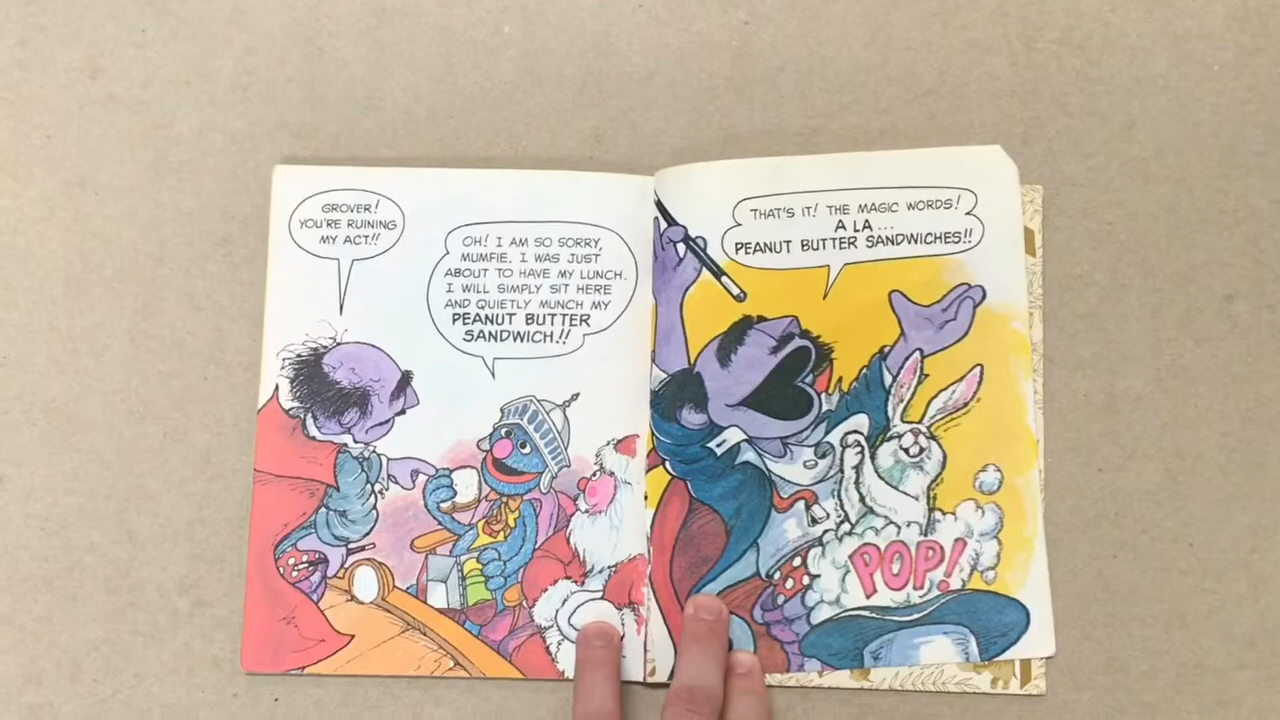 GROVER!
YOU'RE RUINING
MY ACT!!
OH! I AM SO SORRY,
MUMFIE. I WAS JUST
ABOUT TO HAVE MY LUNCH.
I WILL SIMPLY SIT HERE
AND QUIETLY MUNCH MY
PEANUT BUTTER
SANDWICH.!!
THAT'S IT! THE MAGIC WORDS!
A LA...
PEANUT BUTTER SANDWICHES!!
POP!